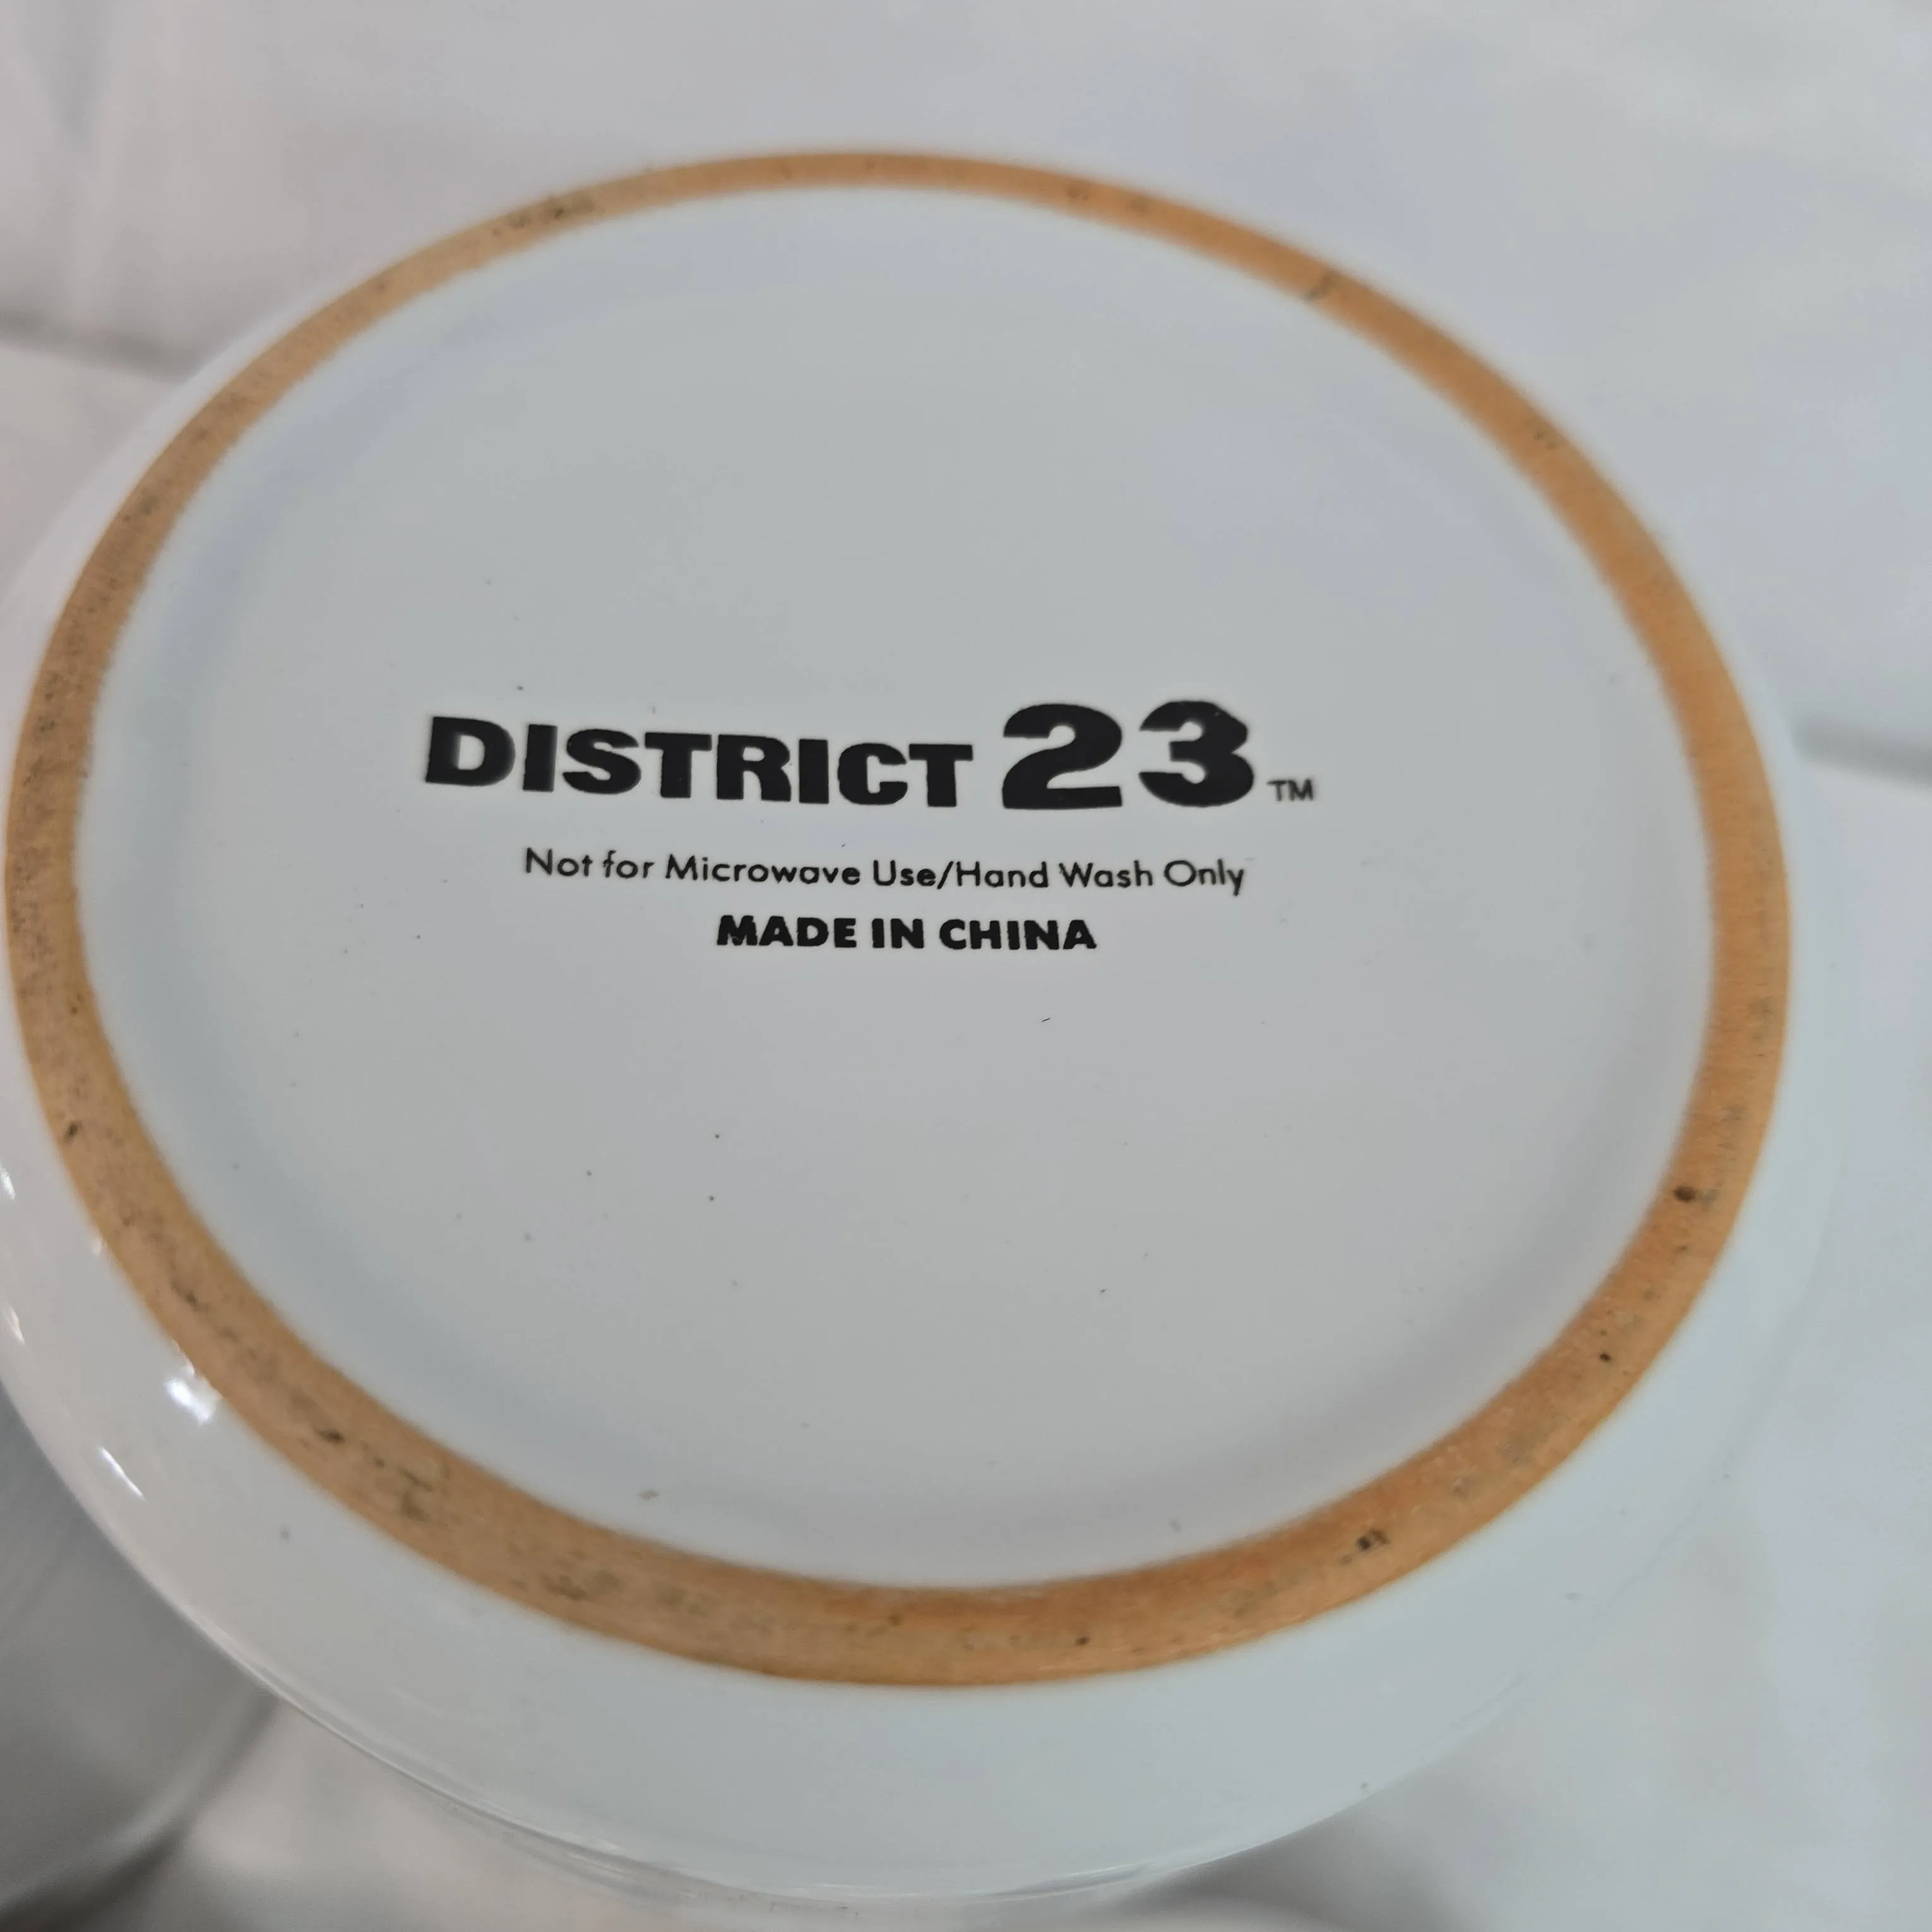 DISTRICT 23™
Not for Microwave Use/Hand Wash Only
MADE IN CHINA